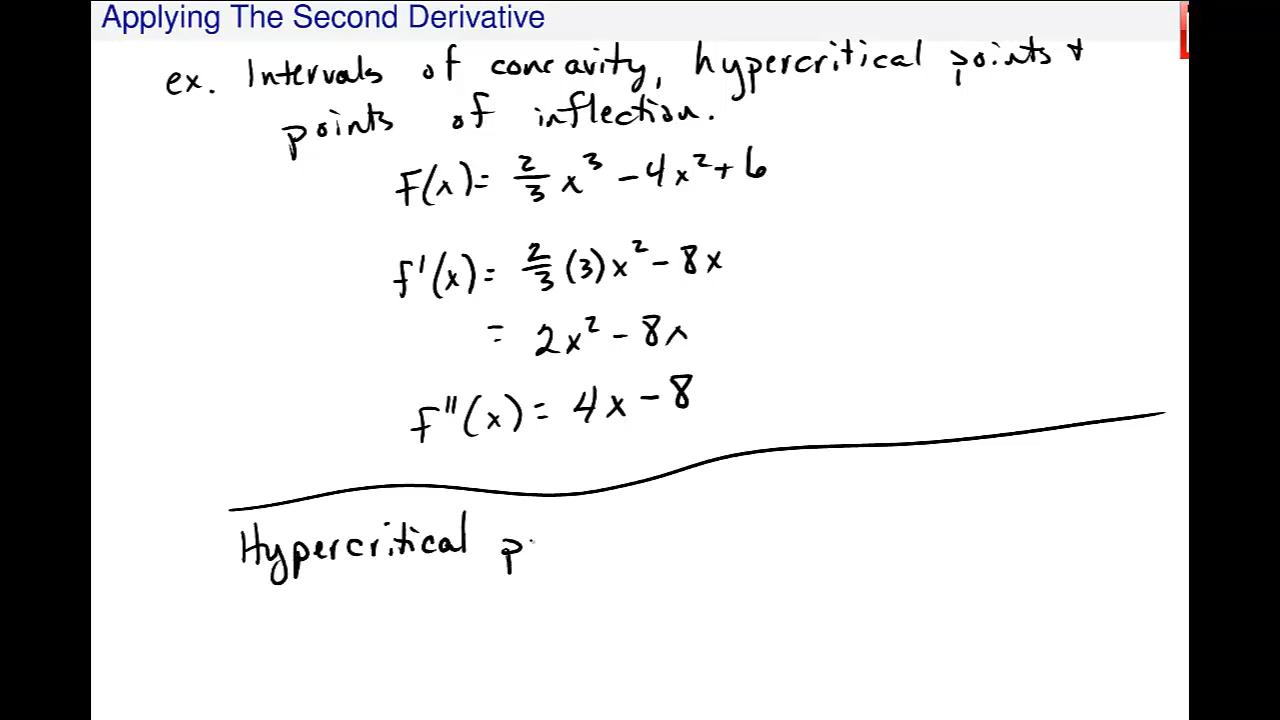 Applying The Second Derivative
ex. Intervals of concavity, hypercritical points +
points of inflection.
F(x)= 2/3 x³ - 4x² + 6
f'(x) = 2/3 (3)x² - 8x
= 2x² - 8x
f"(x) = 4x - 8
Hypercritical p